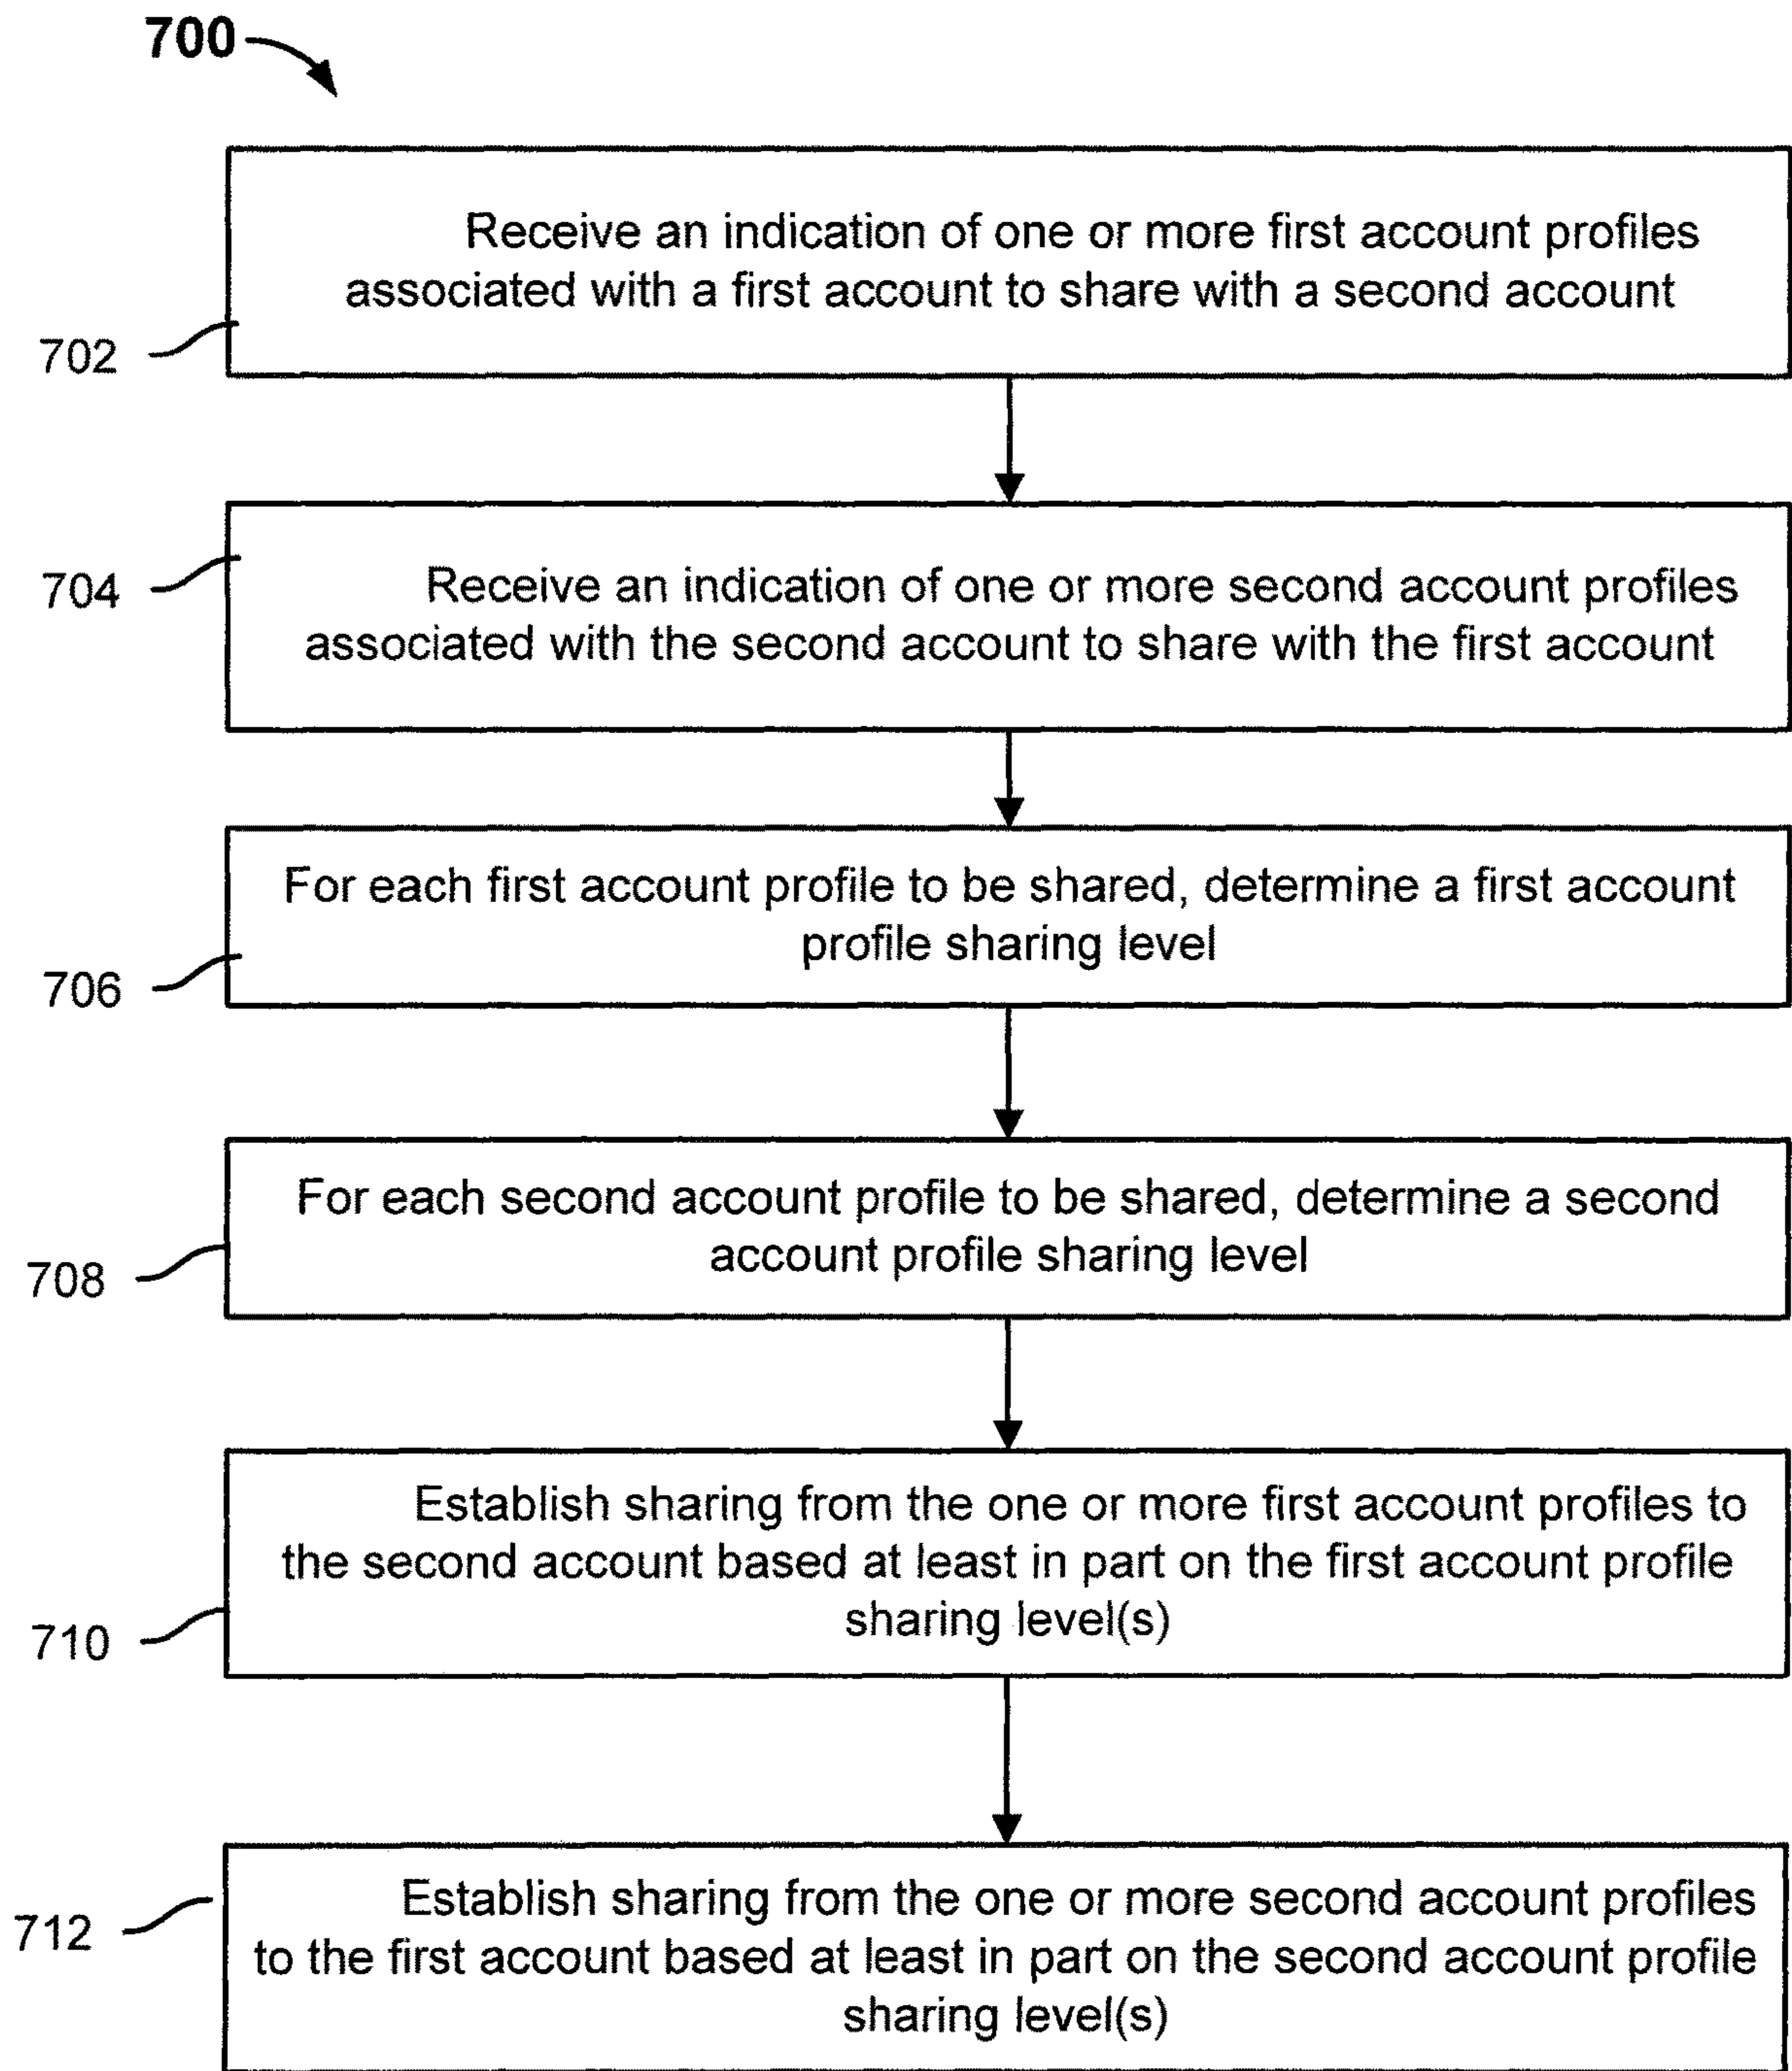 700
Receive an indication of one or more first account profiles
associated with a first account to share with a second account
702
Receive an indication of one or more second account profiles
associated with the second account to share with the first account
704
For each first account profile to be shared, determine a first account
profile sharing level
706
For each second account profile to be shared, determine a second
account profile sharing level
708
Establish sharing from the one or more first account profiles to
the second account based at least in part on the first account profile
sharing level(s)
710
Establish sharing from the one or more second account profiles
to the first account based at least in part on the second account profile
sharing level(s)
712